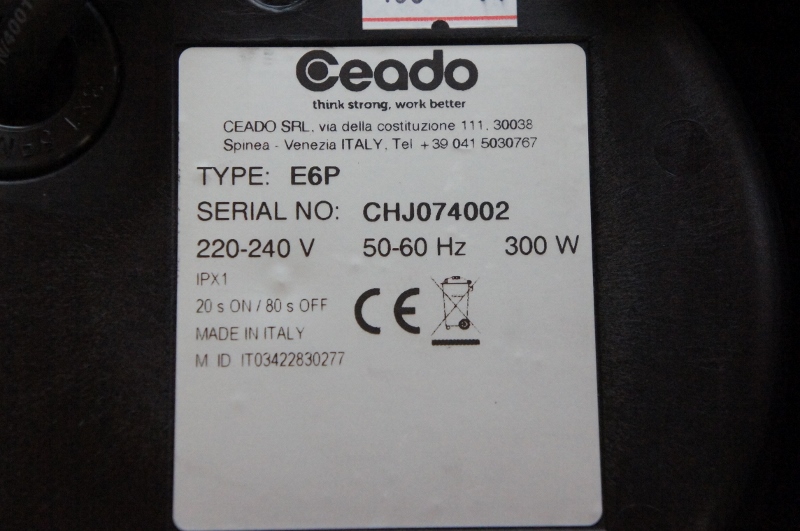 Ceado
think strong, work better
CEADO SRL. via della costituzione 111. 30038
Spinea - Venezia ITALY. Tel +39 041 5030767
TYPE: E6P
SERIAL NO: CHJ074002
220-240 V 50-60 Hz 300 W
IPX1
20 s ON / 80 s OFF
CE
MADE IN ITALY
M ID IT03422830277